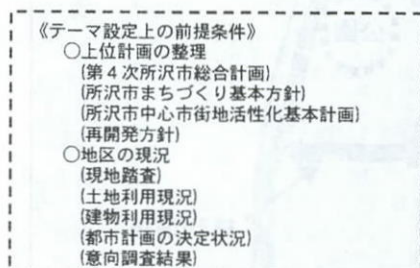 《テーマ設定上の前提条件》
○上位計画の整理
(第４次所沢市総合計画)
(所沢市まちづくり基本方針)
(所沢市中心市街地活性化基本計画)
(再開発方針)
○地区の現況
(現地踏査)
(土地利用現況)
(建物利用現況)
(都市計画の決定状況)
(意向調査結果)